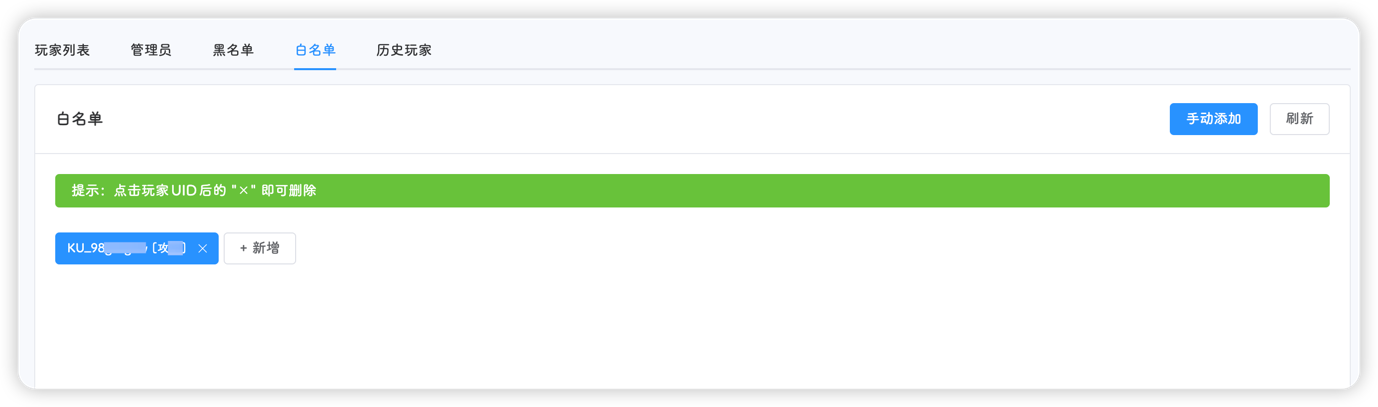 玩家列表 管理员 黑名单 白名单 历史玩家
白名单 手动添加 刷新
提示：点击玩家UID后的 "×" 即可删除
KU_98 [攻 ] × + 新增